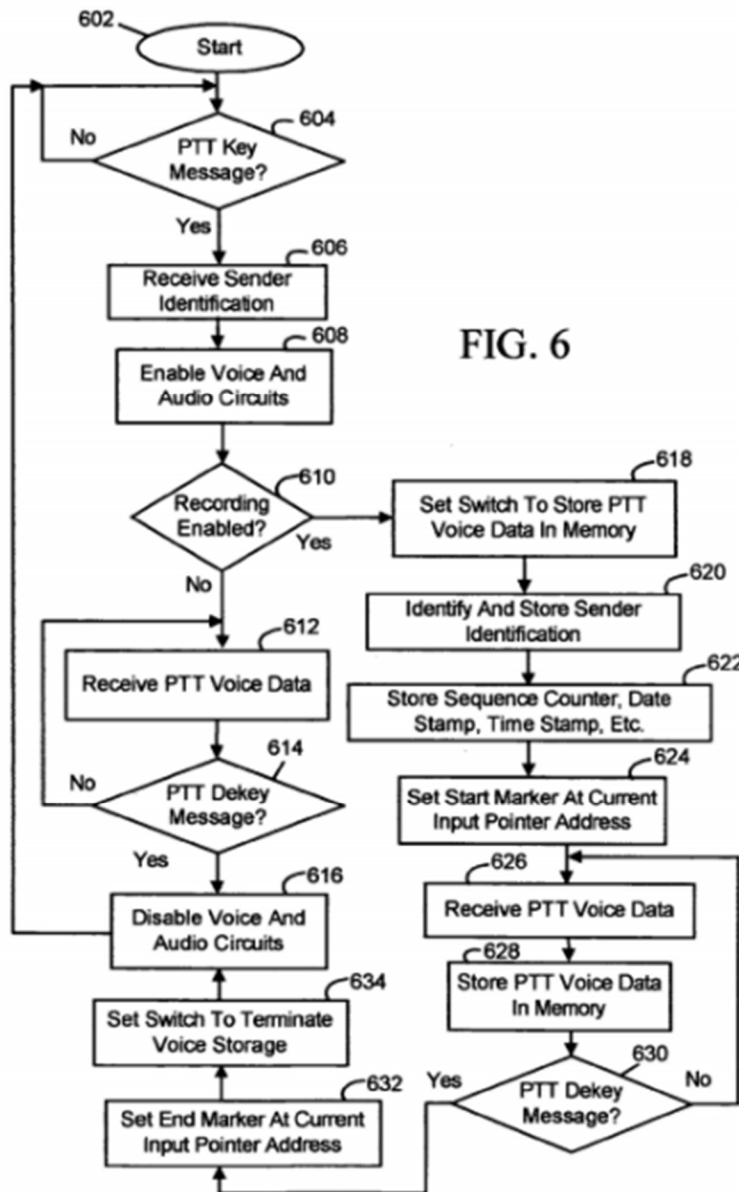 602
Start
604
No
PTT Key
Message?
Yes
606
Receive Sender
Identification
608
Enable Voice And
Audio Circuits
FIG. 6
610
Recording
Enabled?
Yes
No
618
Set Switch To Store PTT
Voice Data In Memory
620
Identify And Store Sender
Identification
612
Receive PTT Voice Data
622
Store Sequence Counter, Date
Stamp, Time Stamp, Etc.
614
No
PTT Dekey
Message?
Yes
624
Set Start Marker At Current
Input Pointer Address
616
Disable Voice And
Audio Circuits
626
Receive PTT Voice Data
628
Store PTT Voice Data
In Memory
634
Set Switch To Terminate
Voice Storage
630
Yes
PTT Dekey
Message?
No
632
Set End Marker At Current
Input Pointer Address